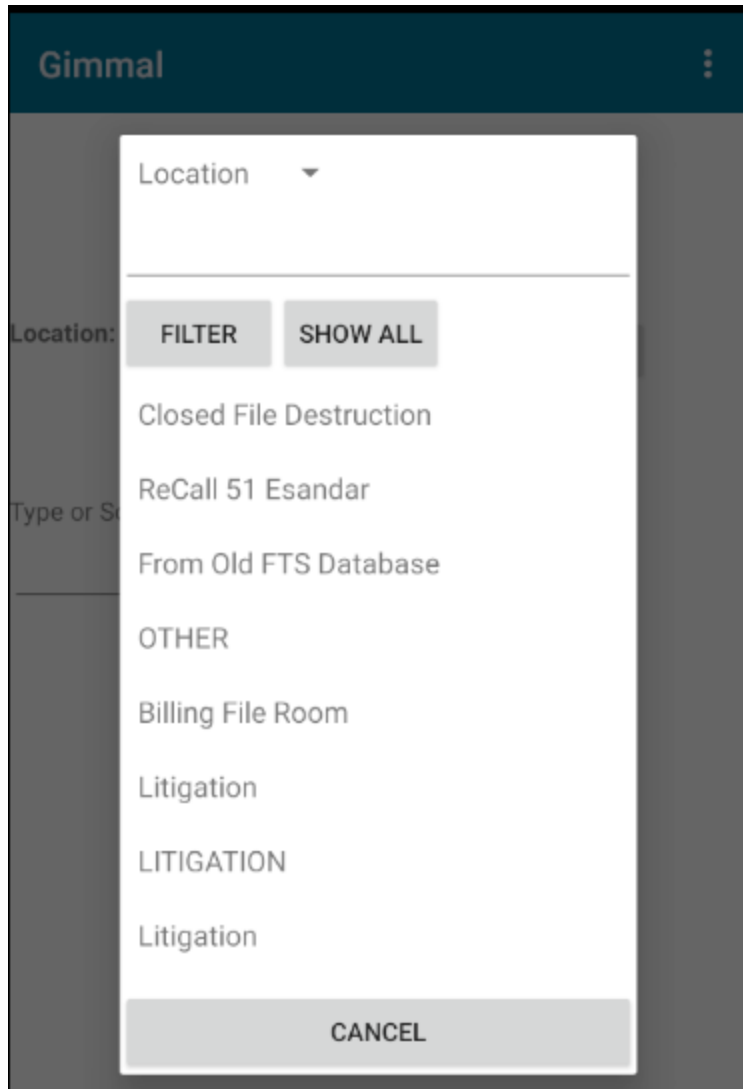 Gimmal
Location
Location: FILTER SHOW ALL
Closed File Destruction
ReCall 51 Esandar
Type or Sc
From Old FTS Database
OTHER
Billing File Room
Litigation
LITIGATION
Litigation
CANCEL